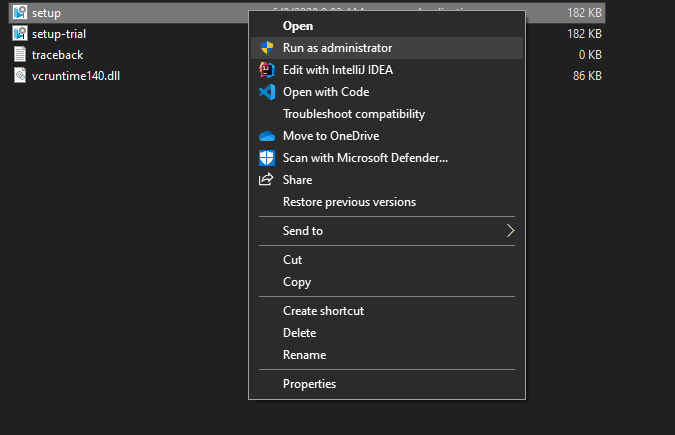 setup
182 KB
setup-trial
182 KB
traceback
0 KB
vcruntime140.dll
86 KB
Open
Run as administrator
Edit with IntelliJ IDEA
Open with Code
Troubleshoot compatibility
Move to OneDrive
Scan with Microsoft Defender...
Share
Restore previous versions
Send to
Cut
Copy
Create shortcut
Delete
Rename
Properties